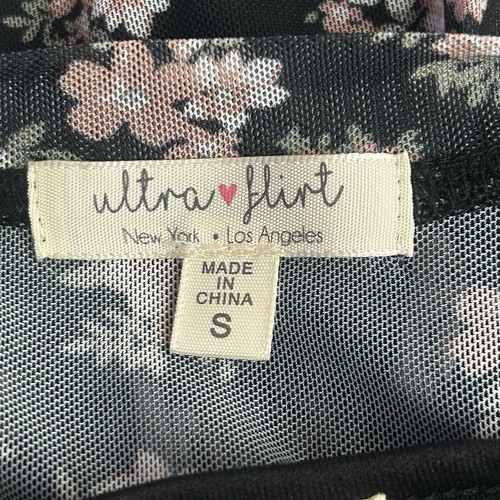 ultra♥flirt
New York • Los Angeles
MADE
IN
CHINA
S